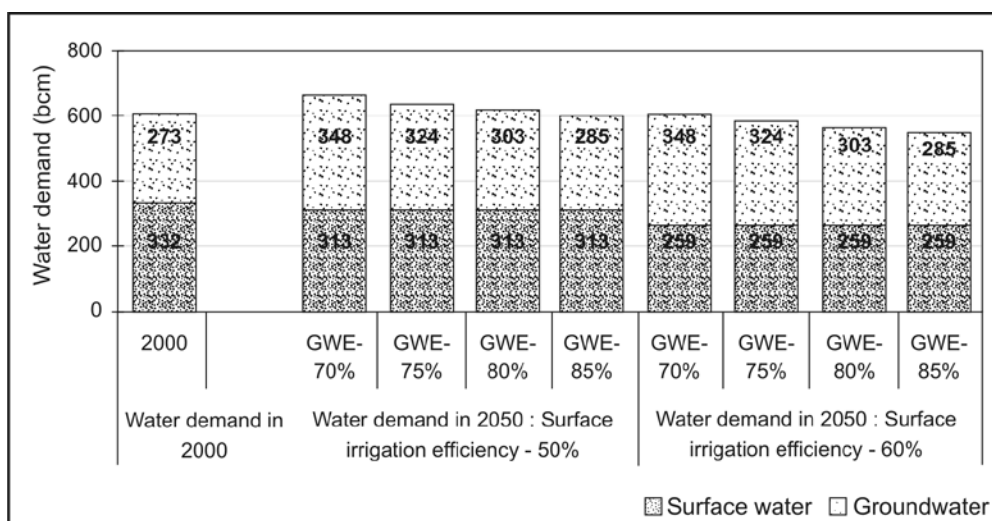 Water demand (bcm)
800
600
400
200
0
273 348 324 303 285 348 324 303 285
332 313 313 313 313 259 259 259 259
2000 GWE- GWE- GWE- GWE- GWE- GWE- GWE- GWE-
70% 75% 80% 85% 70% 75% 80% 85%
Water demand in Water demand in 2050 : Surface Water demand in 2050 : Surface
2000 irrigation efficiency - 50% irrigation efficiency - 60%
Surface water Groundwater